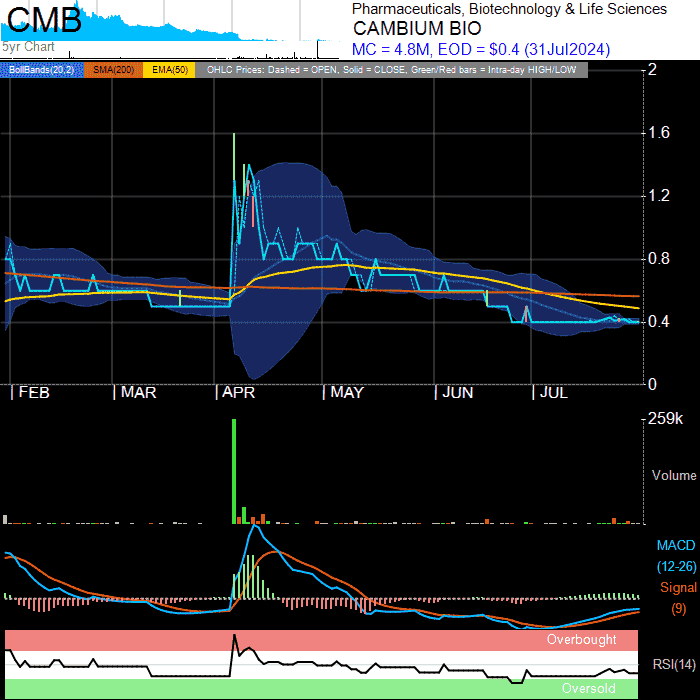 CMB
5yr Chart
Pharmaceuticals, Biotechnology & Life Sciences
CAMBIUM BIO
MC = 4.8M, EOD = $0.4 (31Jul2024)
BollBands(20,2) SMA(200) EMA(50) OHLC Prices: Dashed = OPEN, Solid = CLOSE, Green/Red bars = Intra-day HIGH/LOW
2
1.6
1.2
0.8
0.4
0
FEB MAR APR MAY JUN JUL
259k
Volume
MACD
(12-26)
Signal
(9)
Overbought
RSI(14)
Oversold